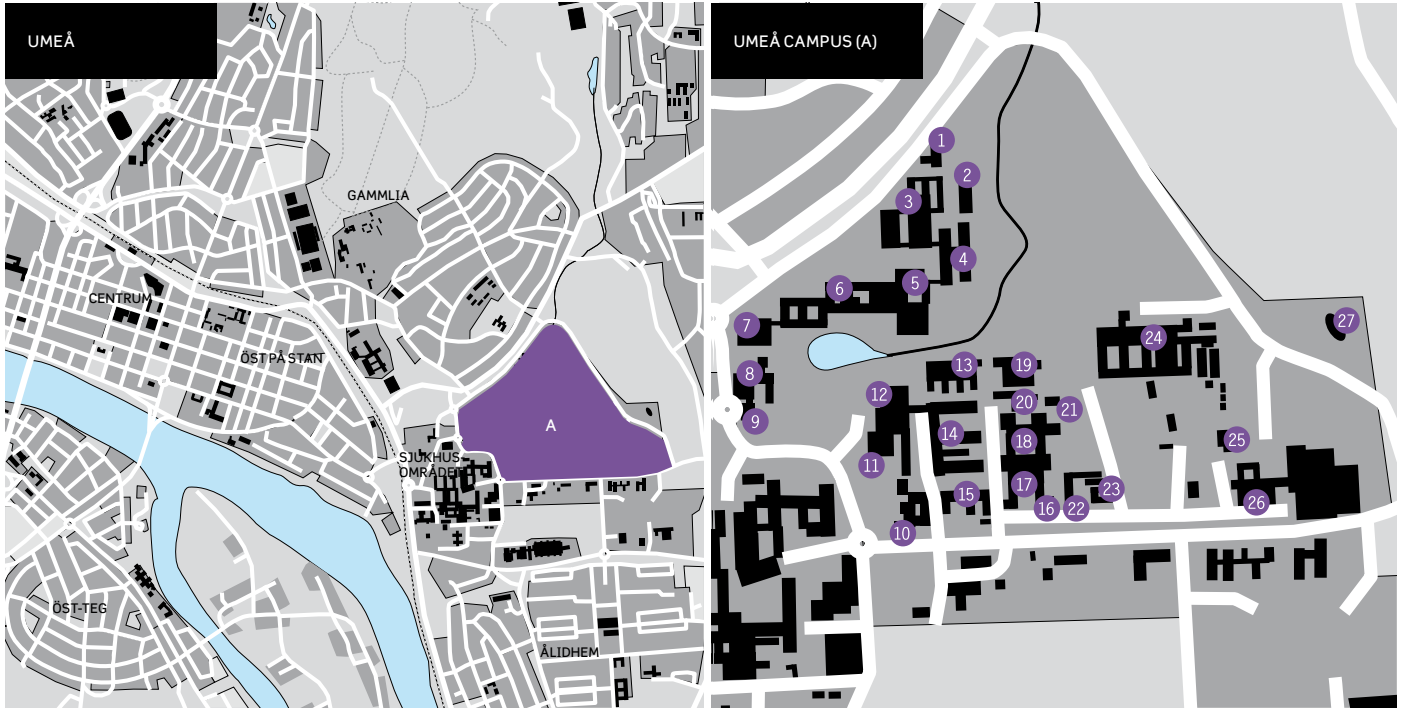 UMEÅ
GAMMLIA
CENTRUM
ÖST PÅ STAN
A
SJUKHUS-
OMRÅDET
ÖST-TEG
ÅLIDHEM
UMEÅ CAMPUS (A)
1
2
3
4
5
6
7
8
9
10
11
12
13
14
15
16
17
18
19
20
21
22
23
24
25
26
27